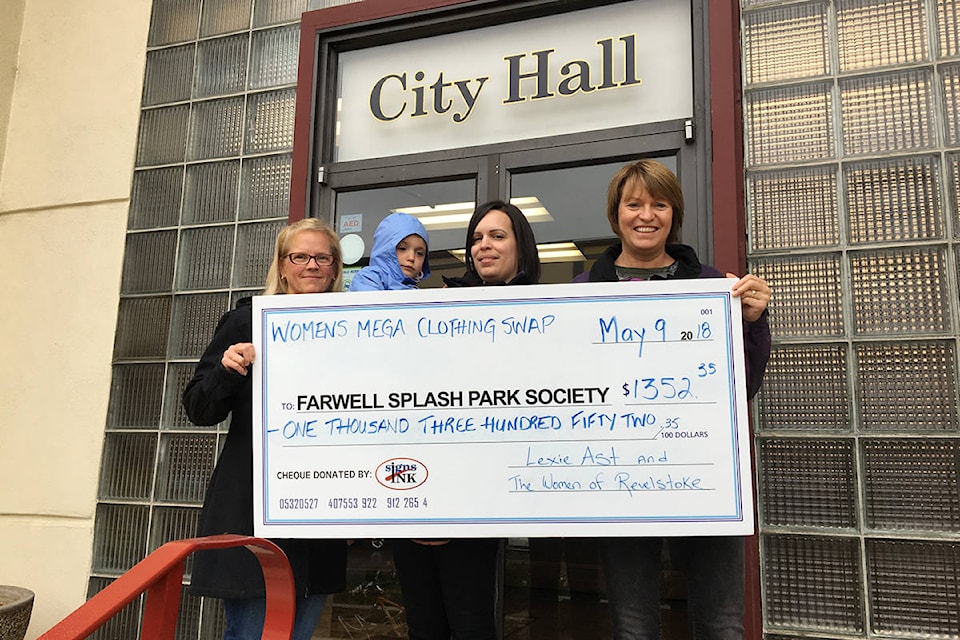 City Hall
AED
001
WOMENS MEGA CLOTHING SWAP
May 9 2018
TO: FARWELL SPLASH PARK SOCIETY $1352.35
- ONE THOUSAND THREE HUNDRED FIFTY TWO .35
/100 DOLLARS
Lexie Ast and
The Women of Revelstoke
CHEQUE DONATED BY: signs INK
05320527 407553 922 912 265 4